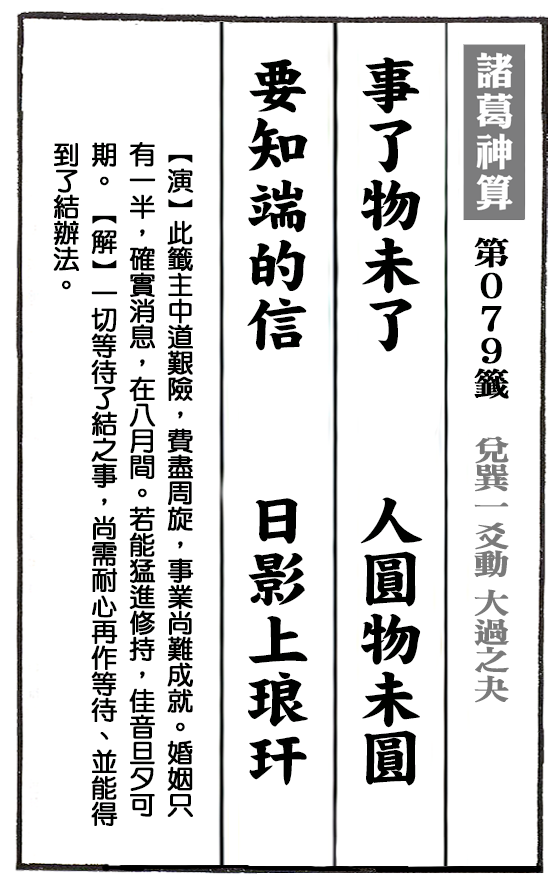 諸葛神算 第０７９籤 兌巽一爻動 大過之夬
事了物未了 人圓物未圓
要知端的信 日影上琅玕
【演】此籤主中道艱險，費盡周旋，事業尚難成就。婚姻只
有一半，確實消息，在八月間。若能猛進修持，佳音旦夕可
期。【解】一切等待了結之事，尚需耐心再作等待、並能得
到了結辦法。